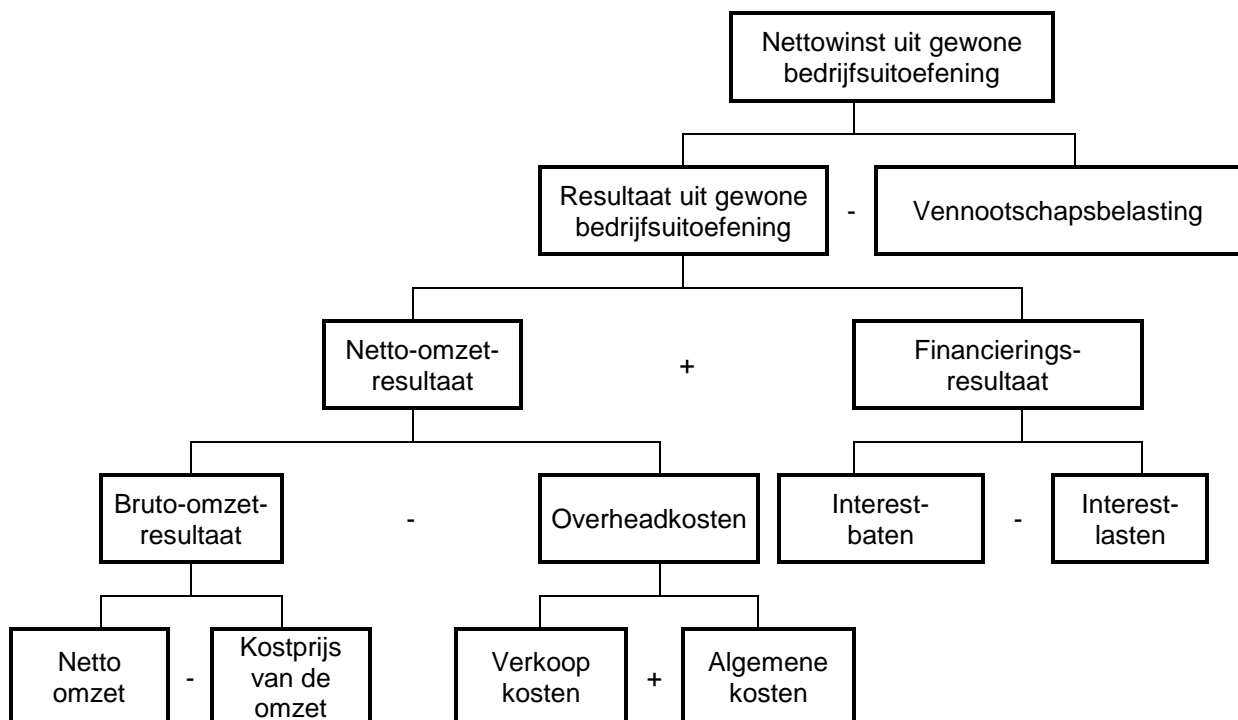 Nettowinst uit gewone
bedrijfsuitoefening
Resultaat uit gewone
bedrijfsuitoefening
-
Vennootschapsbelasting
Netto-omzet-
resultaat
+
Financierings-
resultaat
Bruto-omzet-
resultaat
-
Overheadkosten
Interest-
baten
-
Interest-
lasten
Netto
omzet
-
Kostprijs
van de
omzet
Verkoop
kosten
+
Algemene
kosten